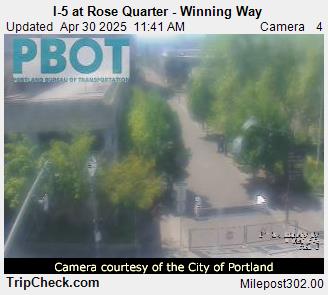 I-5 at Rose Quarter - Winning Way
Updated Apr 30 2025 11:41 AM Camera 4
PBOT
PORTLAND BUREAU OF TRANSPORTATION
Camera courtesy of the City of Portland
TripCheck.com Milepost302.00